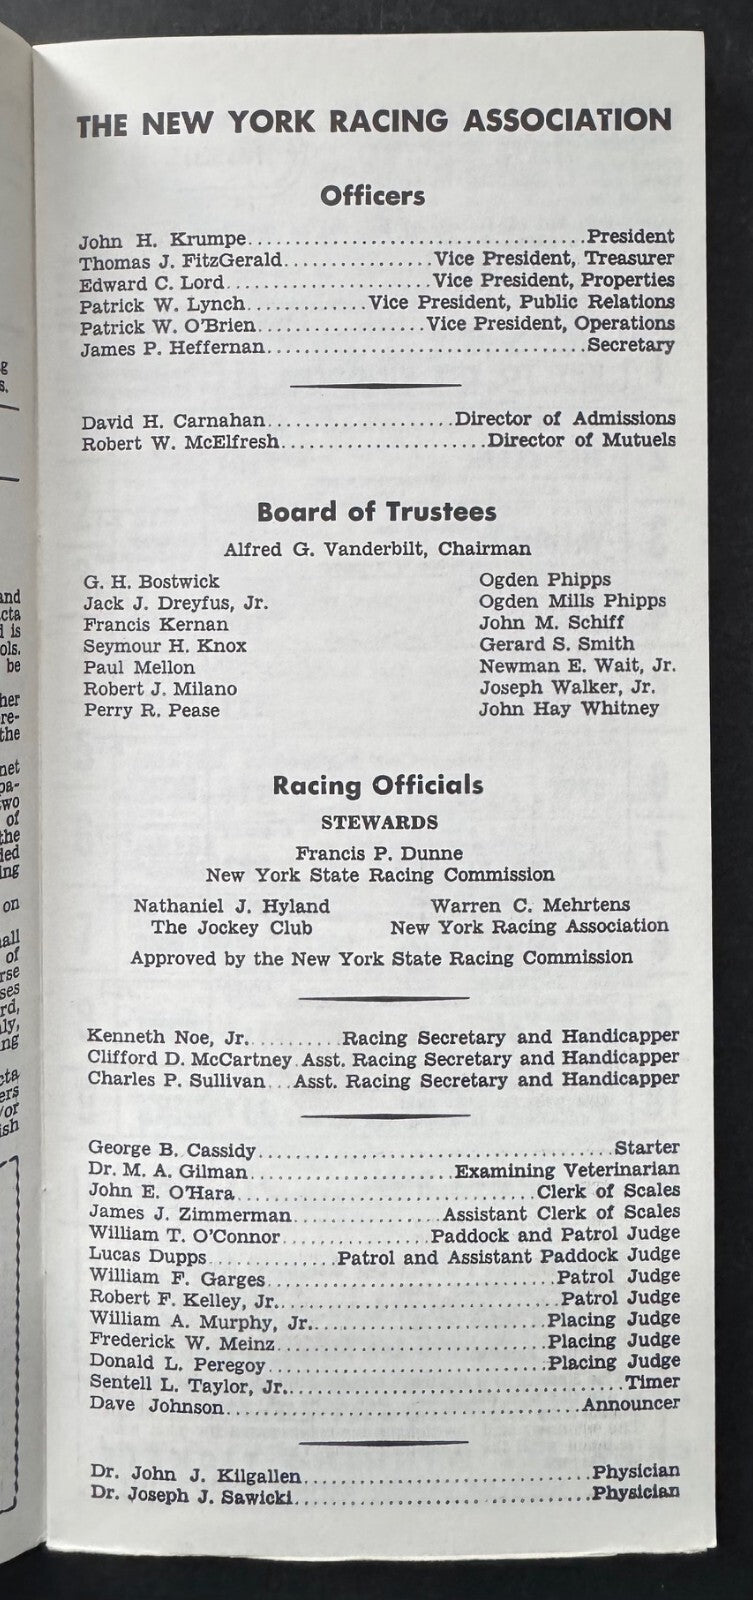 THE NEW YORK RACING ASSOCIATION
Officers
John H. Krumpe........................................President
Thomas J. FitzGerald................Vice President, Treasurer
Edward C. Lord.........................Vice President, Properties
Patrick W. Lynch.............Vice President, Public Relations
Patrick W. O'Brien....................Vice President, Operations
James P. Heffernan..................................Secretary
David H. Carnahan....................Director of Admissions
Robert W. McElfresh......................Director of Mutuels
Board of Trustees
Alfred G. Vanderbilt, Chairman
G. H. Bostwick Ogden Phipps
Jack J. Dreyfus, Jr. Ogden Mills Phipps
Francis Kernan John M. Schiff
Seymour H. Knox Gerard S. Smith
Paul Mellon Newman E. Wait, Jr.
Robert J. Milano Joseph Walker, Jr.
Perry R. Pease John Hay Whitney
Racing Officials
STEWARDS
Francis P. Dunne
New York State Racing Commission
Nathaniel J. Hyland Warren C. Mehrtens
The Jockey Club New York Racing Association
Approved by the New York State Racing Commission
Kenneth Noe, Jr...........Racing Secretary and Handicapper
Clifford D. McCartney.Asst. Racing Secretary and Handicapper
Charles P. Sullivan...Asst. Racing Secretary and Handicapper
George B. Cassidy......................................Starter
Dr. M. A. Gilman......................Examining Veterinarian
John E. O'Hara................................Clerk of Scales
James J. Zimmerman................Assistant Clerk of Scales
William T. O'Connor................Paddock and Patrol Judge
Lucas Dupps.............Patrol and Assistant Paddock Judge
William F. Garges...............................Patrol Judge
Robert F. Kelley, Jr..............................Patrol Judge
William A. Murphy, Jr..........................Placing Judge
Frederick W. Meinz.............................Placing Judge
Donald L. Peregoy..............................Placing Judge
Sentell L. Taylor, Jr....................................Timer
Dave Johnson......................................Announcer
Dr. John J. Kilgallen...............................Physician
Dr. Joseph J. Sawicki...............................Physician